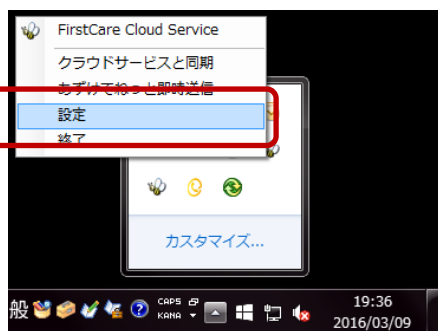 FirstCare Cloud Service
クラウドサービスと同期
あずけてねっと即時送信
設定
終了
カスタマイズ...
般
CAPS
KANA
19:36
2016/03/09